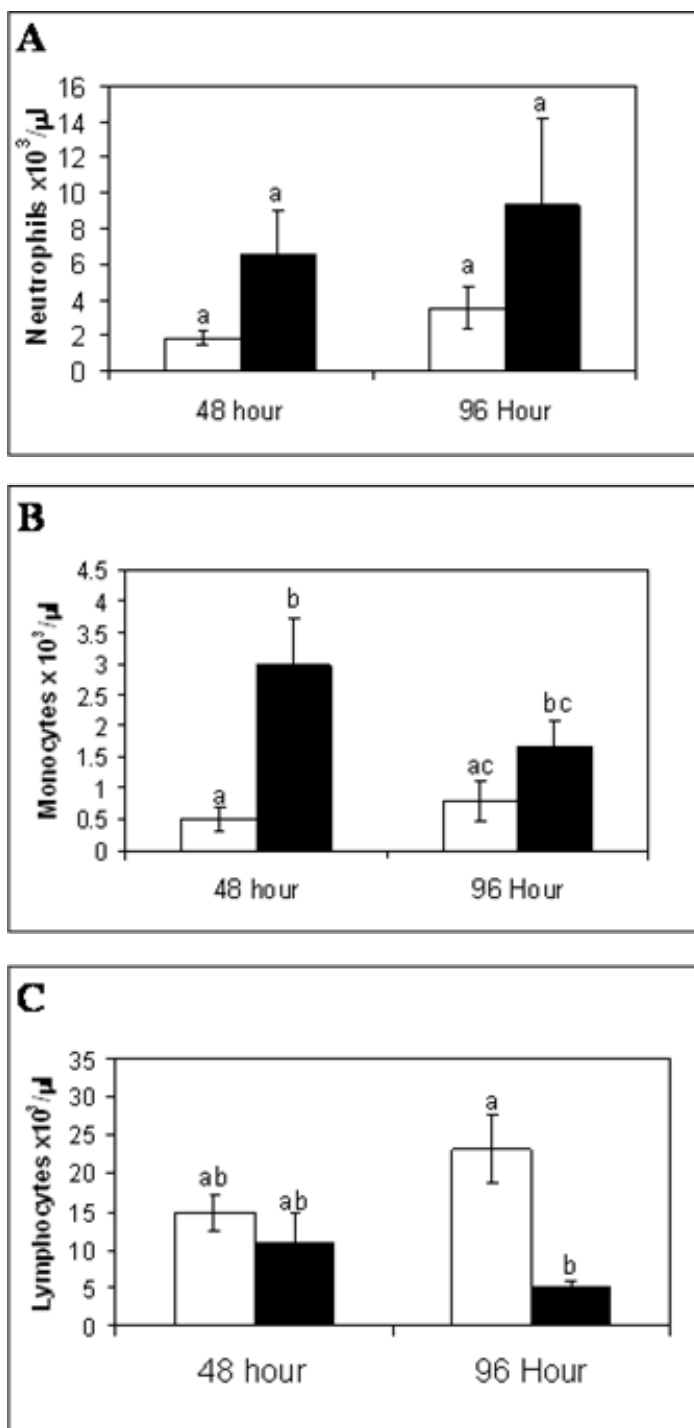 A
Neutrophils x10³/µl
16
14
12
10
8
6
4
2
0
a
a
a
a
48 hour
96 Hour
B
Monocytes x 10³/µl
4.5
4
3.5
3
2.5
2
1.5
1
0.5
0
a
b
ac
bc
48 hour
96 Hour
C
Lymphocytes x10³/µl
35
30
25
20
15
10
5
0
ab
ab
a
b
48 hour
96 Hour